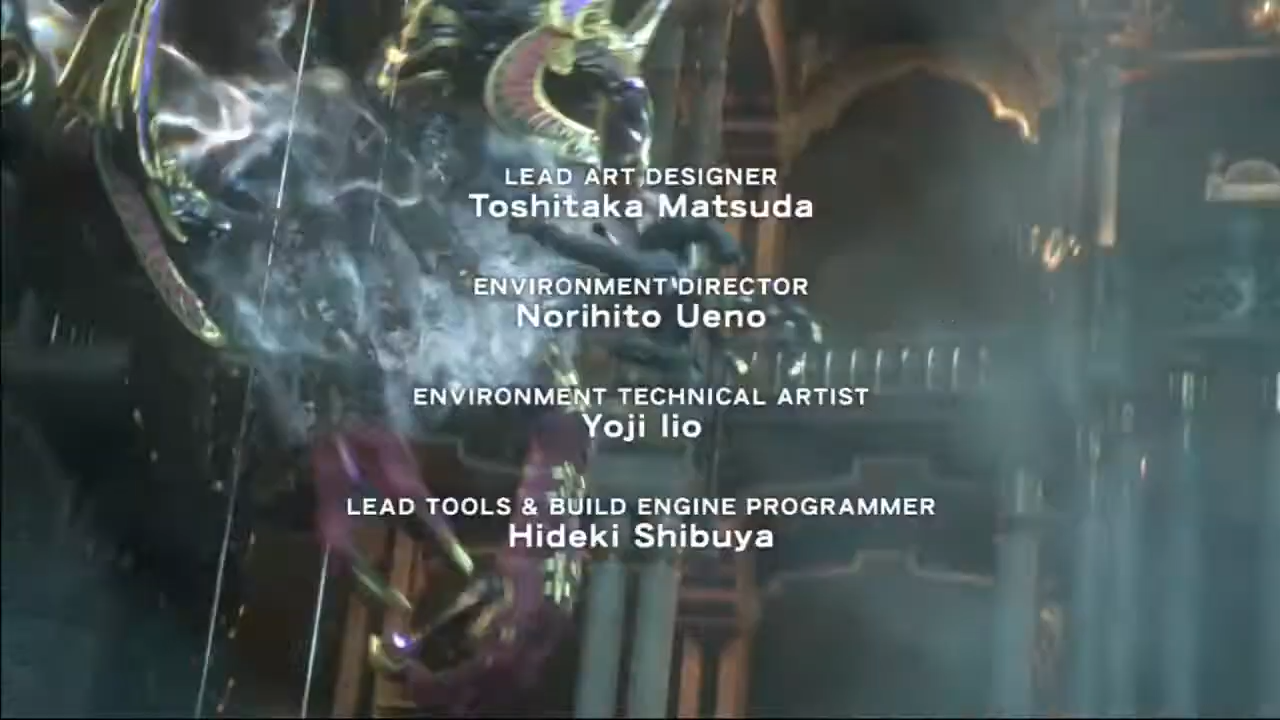 LEAD ART DESIGNER
Toshitaka Matsuda
ENVIRONMENT DIRECTOR
Norihito Ueno
ENVIRONMENT TECHNICAL ARTIST
Yoji Iio
LEAD TOOLS & BUILD ENGINE PROGRAMMER
Hideki Shibuya